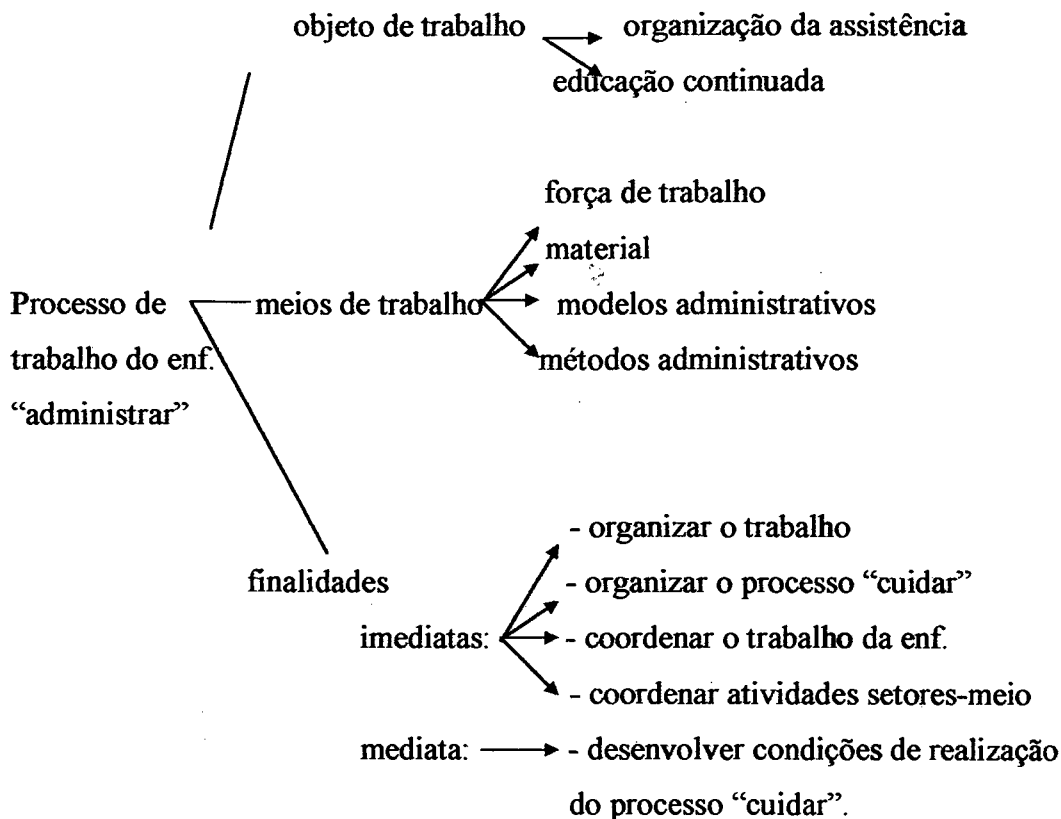 objeto de trabalho
organização da assistência
educação continuada
força de trabalho
material
Processo de
meios de trabalho
modelos administrativos
trabalho do enf.
métodos administrativos
“administrar”
- organizar o trabalho
finalidades
- organizar o processo “cuidar”
imediatas:
- coordenar o trabalho da enf.
- coordenar atividades setores-meio
mediata:
- desenvolver condições de realização
do processo “cuidar”.